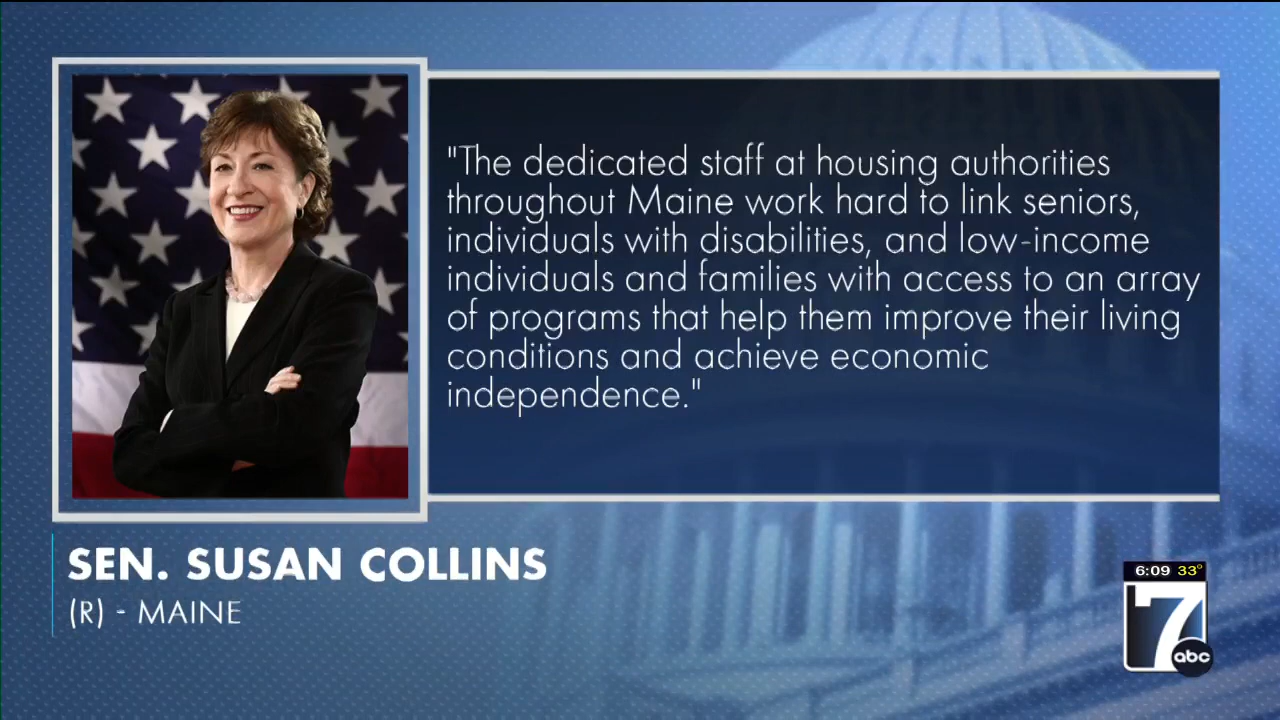 "The dedicated staff at housing authorities
throughout Maine work hard to link seniors,
individuals with disabilities, and low-income
individuals and families with access to an array
of programs that help them improve their living
conditions and achieve economic
independence."
SEN. SUSAN COLLINS
(R) - MAINE
6:09 33°
7
abc